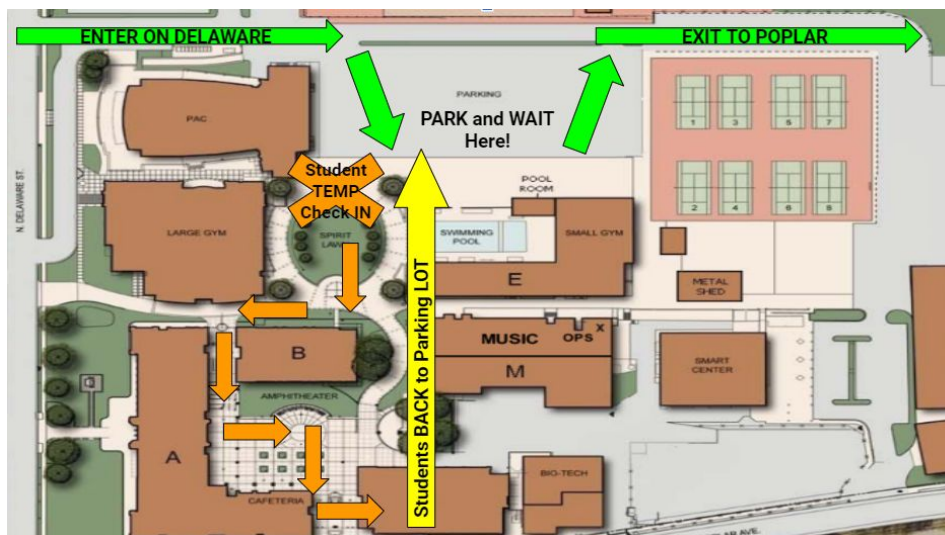 ENTER ON DELAWARE
EXIT TO POPLAR
PARKING
PARK and WAIT
Here!
PAC
1
3
5
7
2
4
6
8
Student
TEMP
Check IN
POOL
ROOM
N. DELAWARE ST.
LARGE GYM
SPIRIT
SWIMMING
POOL
SMALL GYM
E
METAL
SHED
Students BACK to Parking LOT
B
MUSIC
OPS
X
M
SMART
CENTER
AMPHITHEATER
A
CAFETERIA
BIO-TECH
AVE.